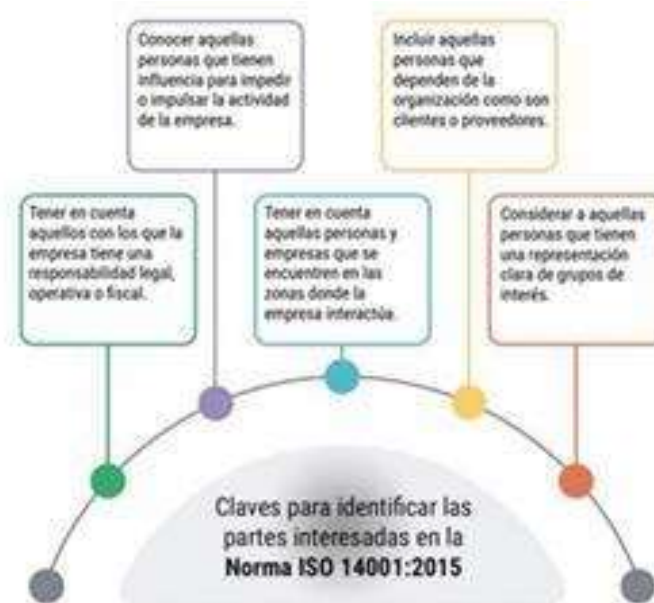 Conocer aquellas
personas que tienen
influencia para impedir
o impulsar la actividad
de la empresa.
Incluir aquellas
personas que
dependen de la
organización como son
clientes o proveedores.
Tener en cuenta
aquellos con los que la
empresa tiene una
responsabilidad legal,
operativa o fiscal.
Tener en cuenta
aquellas personas y
empresas que se
encuentren en las
zonas donde la
empresa interactúa.
Considerar a aquellas
personas que tienen
una representación
clara de grupos de
interés.
Claves para identificar las
partes interesadas en la
Norma ISO 14001:2015